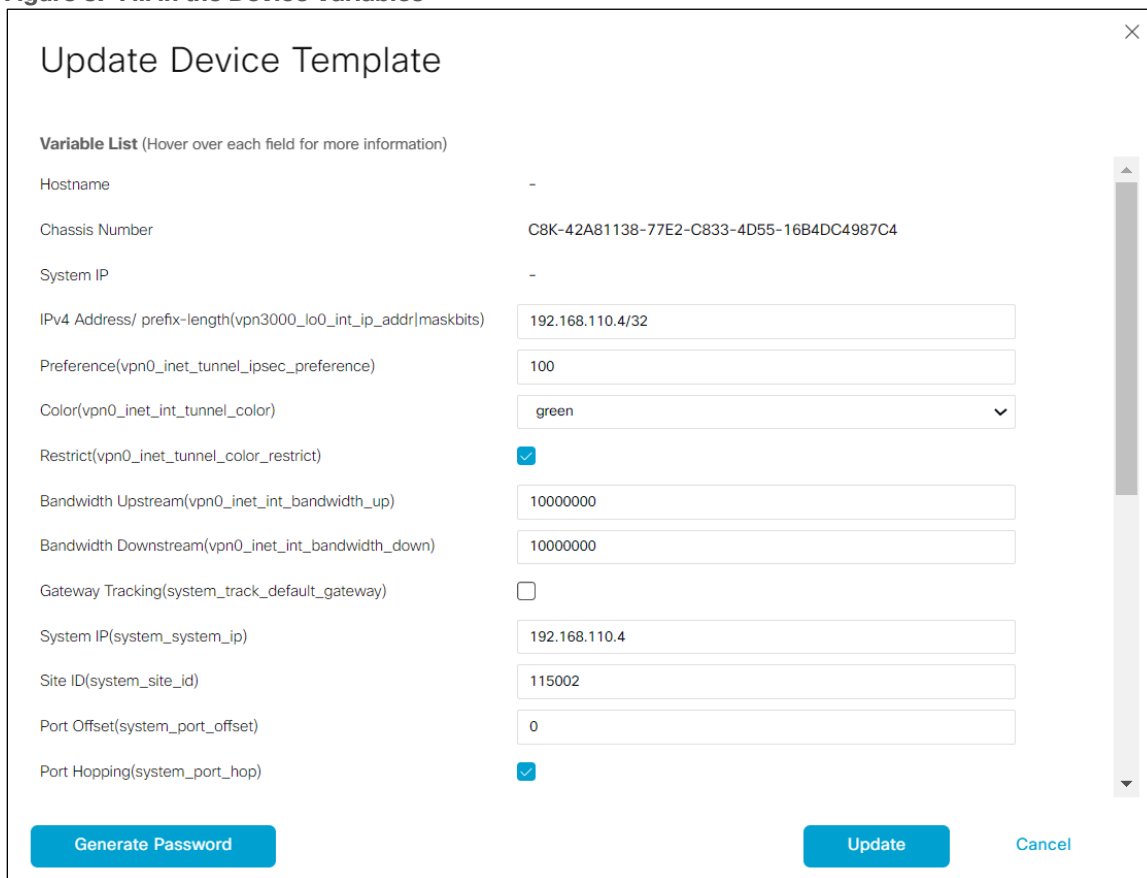 Update Device Template
Variable List (Hover over each field for more information)
Hostname -
Chassis Number C8K-42A81138-77E2-C833-4D55-16B4DC4987C4
System IP -
IPv4 Address/ prefix-length(vpn3000_lo0_int_ip_addr|maskbits) 192.168.110.4/32
Preference(vpn0_inet_tunnel_ipsec_preference) 100
Color(vpn0_inet_int_tunnel_color) green
Restrict(vpn0_inet_tunnel_color_restrict)
Bandwidth Upstream(vpn0_inet_int_bandwidth_up) 10000000
Bandwidth Downstream(vpn0_inet_int_bandwidth_down) 10000000
Gateway Tracking(system_track_default_gateway)
System IP(system_system_ip) 192.168.110.4
Site ID(system_site_id) 115002
Port Offset(system_port_offset) 0
Port Hopping(system_port_hop)
Generate Password Update Cancel